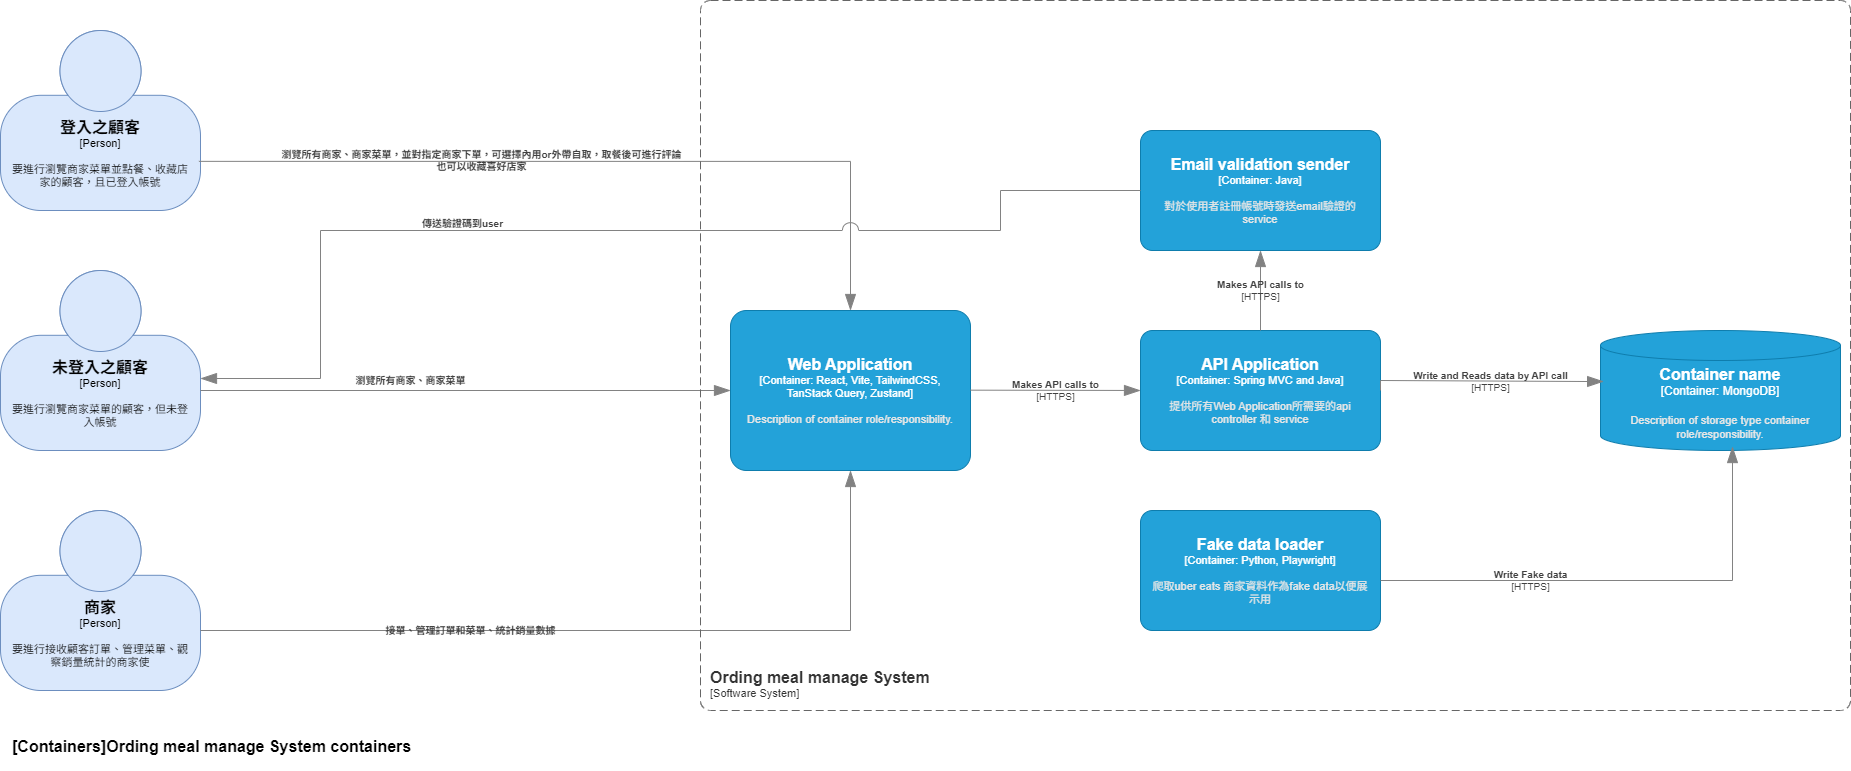 登入之顧客
[Person]
要進行瀏覽商家菜單並點餐、收藏店
家的顧客，且已登入帳號
瀏覽所有商家、商家菜單，並對指定商家下單，可選擇內用or外帶自取，取餐後可進行評論
也可以收藏喜好店家
傳送驗證碼到user
未登入之顧客
[Person]
要進行瀏覽商家菜單的顧客，但未登
入帳號
瀏覽所有商家、商家菜單
商家
[Person]
要進行接收顧客訂單、管理菜單、觀
察銷量統計的商家使
接單、管理訂單和菜單、統計銷量數據
Web Application
[Container: React, Vite, TailwindCSS,
TanStack Query, Zustand]
Description of container role/responsibility.
Makes API calls to
[HTTPS]
Email validation sender
[Container: Java]
對於使用者註冊帳號時發送email驗證的
service
Makes API calls to
[HTTPS]
API Application
[Container: Spring MVC and Java]
提供所有Web Application所需要的api
controller 和 service
Write and Reads data by API call
[HTTPS]
Container name
[Container: MongoDB]
Description of storage type container
role/responsibility.
Fake data loader
[Container: Python, Playwright]
爬取uber eats 商家資料作為fake data以便展
示用
Write Fake data
[HTTPS]
Ording meal manage System
[Software System]
[Containers]Ording meal manage System containers